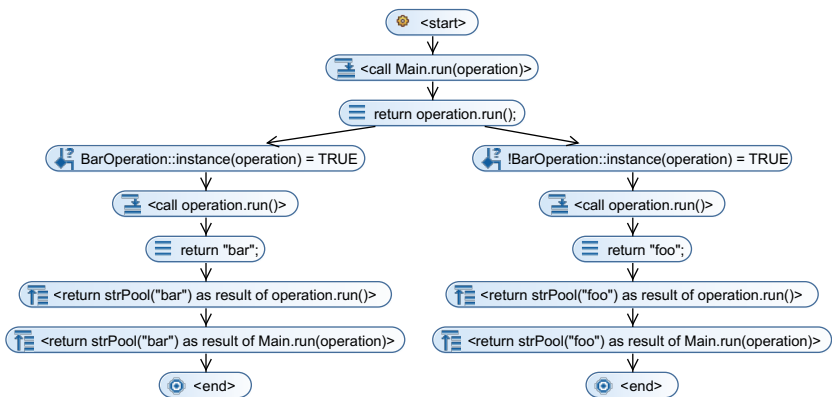 <start>
<call Main.run(operation)>
return operation.run();
BarOperation::instance(operation) = TRUE
!BarOperation::instance(operation) = TRUE
<call operation.run()>
<call operation.run()>
return "bar";
return "foo";
<return strPool("bar") as result of operation.run()>
<return strPool("foo") as result of operation.run()>
<return strPool("bar") as result of Main.run(operation)>
<return strPool("foo") as result of Main.run(operation)>
<end>
<end>